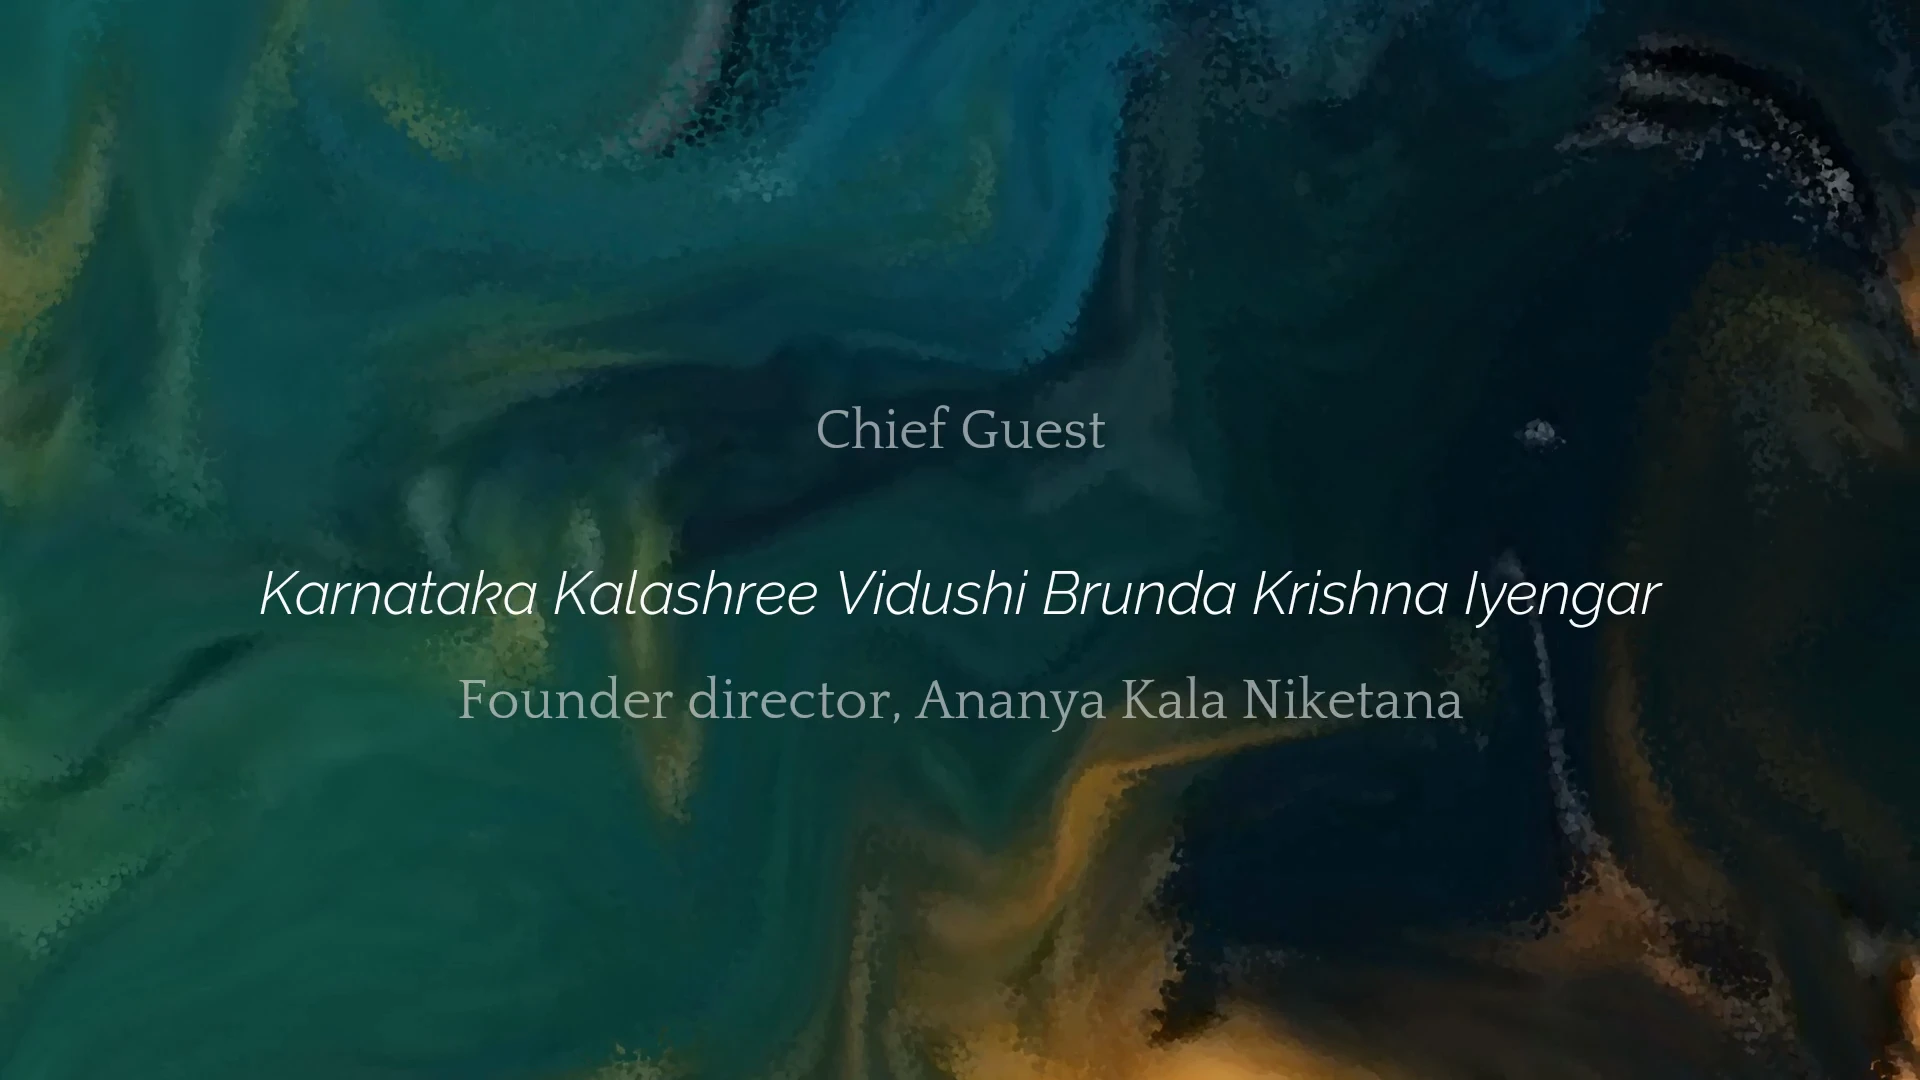 Chief Guest
Karnataka Kalashree Vidushi Brunda Krishna Iyengar
Founder director, Ananya Kala Niketana